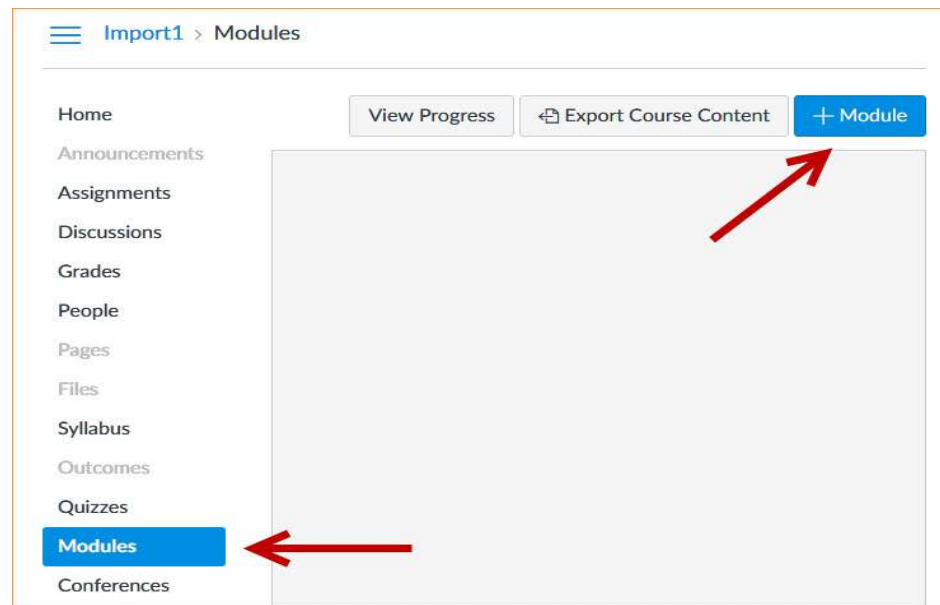 Import1 > Modules
Home
View Progress
Export Course Content
+ Module
Announcements
Assignments
Discussions
Grades
People
Pages
Files
Syllabus
Outcomes
Quizzes
Modules
Conferences